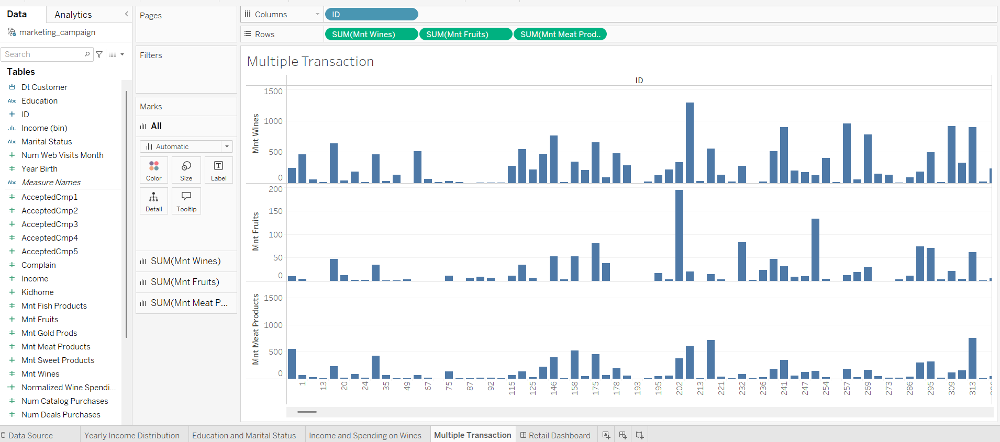 Data
Analytics
marketing_campaign
Search
Tables
Dt Customer
Abc Education
ID
Income (bin)
Abc Marital Status
Num Web Visits Month
Year Birth
Abc Measure Names
AcceptedCmp1
AcceptedCmp2
AcceptedCmp3
AcceptedCmp4
AcceptedCmp5
Complain
Income
Kidhome
Mnt Fish Products
Mnt Fruits
Mnt Gold Prods
Mnt Meat Products
Mnt Sweet Products
Mnt Wines
Normalized Wine Spendi...
Num Catalog Purchases
Num Deals Purchases
Pages
Filters
Marks
All
Automatic
Color Size Label
Detail Tooltip
SUM(Mnt Wines)
SUM(Mnt Fruits)
SUM(Mnt Meat P...
Columns ID
Rows SUM(Mnt Wines) SUM(Mnt Fruits) SUM(Mnt Meat Prod..
Multiple Transaction
ID
Mnt Wines
1500
1000
500
0
Mnt Fruits
200
150
100
50
0
Mnt Meat Products
1500
1000
500
0
1 13 20 24 35 49 67 75 87 92 115 125 146 158 175 178 193 195 202 213 221 232 236 241 247 254 257 269 273 286 295 309 313
Data Source Yearly Income Distribution Education and Marital Status Income and Spending on Wines Multiple Transaction Retail Dashboard